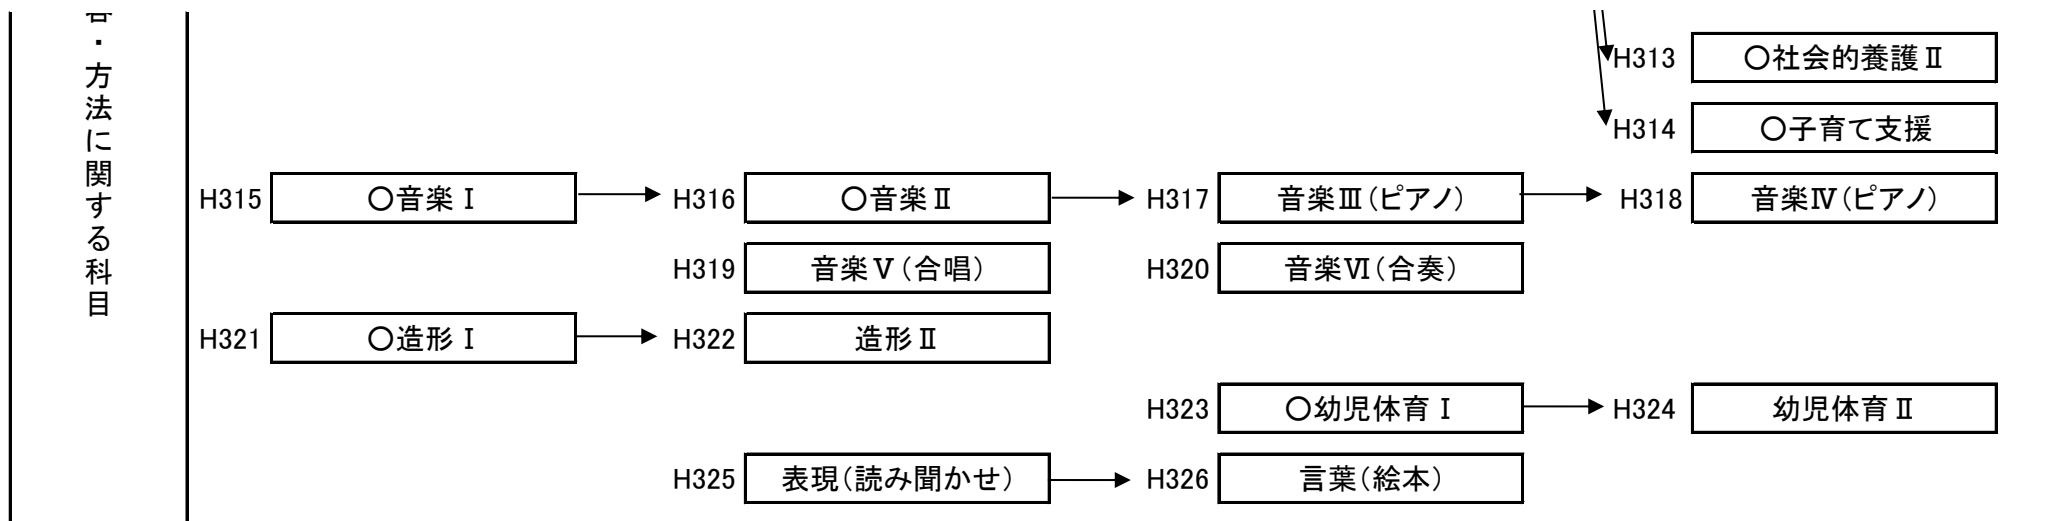 ・方法に関する科目
H313 ○社会的養護Ⅱ
H314 ○子育て支援
H315 ○音楽Ⅰ H316 ○音楽Ⅱ H317 音楽Ⅲ(ピアノ) H318 音楽Ⅳ(ピアノ)
H319 音楽Ⅴ(合唱) H320 音楽Ⅵ(合奏)
H321 ○造形Ⅰ H322 造形Ⅱ
H323 ○幼児体育Ⅰ H324 幼児体育Ⅱ
H325 表現(読み聞かせ) H326 言葉(絵本)